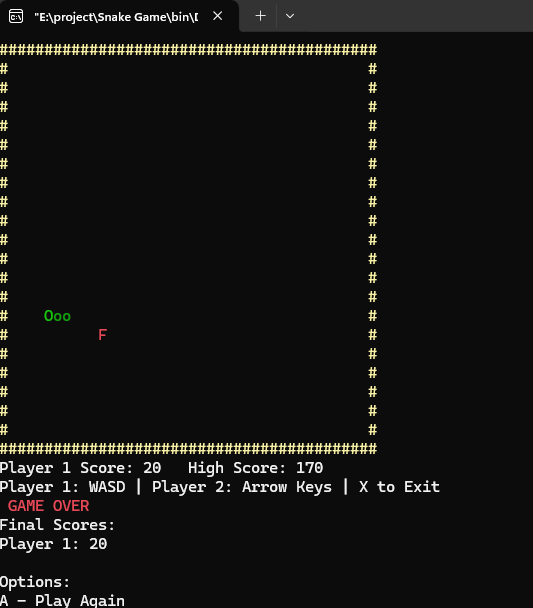 "E:\project\Snake Game\bin\D
##########################################
#                                        #
#                                        #
#                                        #
#                                        #
#                                        #
#                                        #
#                                        #
#                                        #
#                                        #
#                                        #
#                                        #
#                                        #
#                                        #
#    Ooo                                 #
#          F                             #
#                                        #
#                                        #
#                                        #
#                                        #
#                                        #
##########################################
Player 1 Score: 20   High Score: 170
Player 1: WASD | Player 2: Arrow Keys | X to Exit
 GAME OVER
Final Scores:
Player 1: 20

Options:
A - Play Again